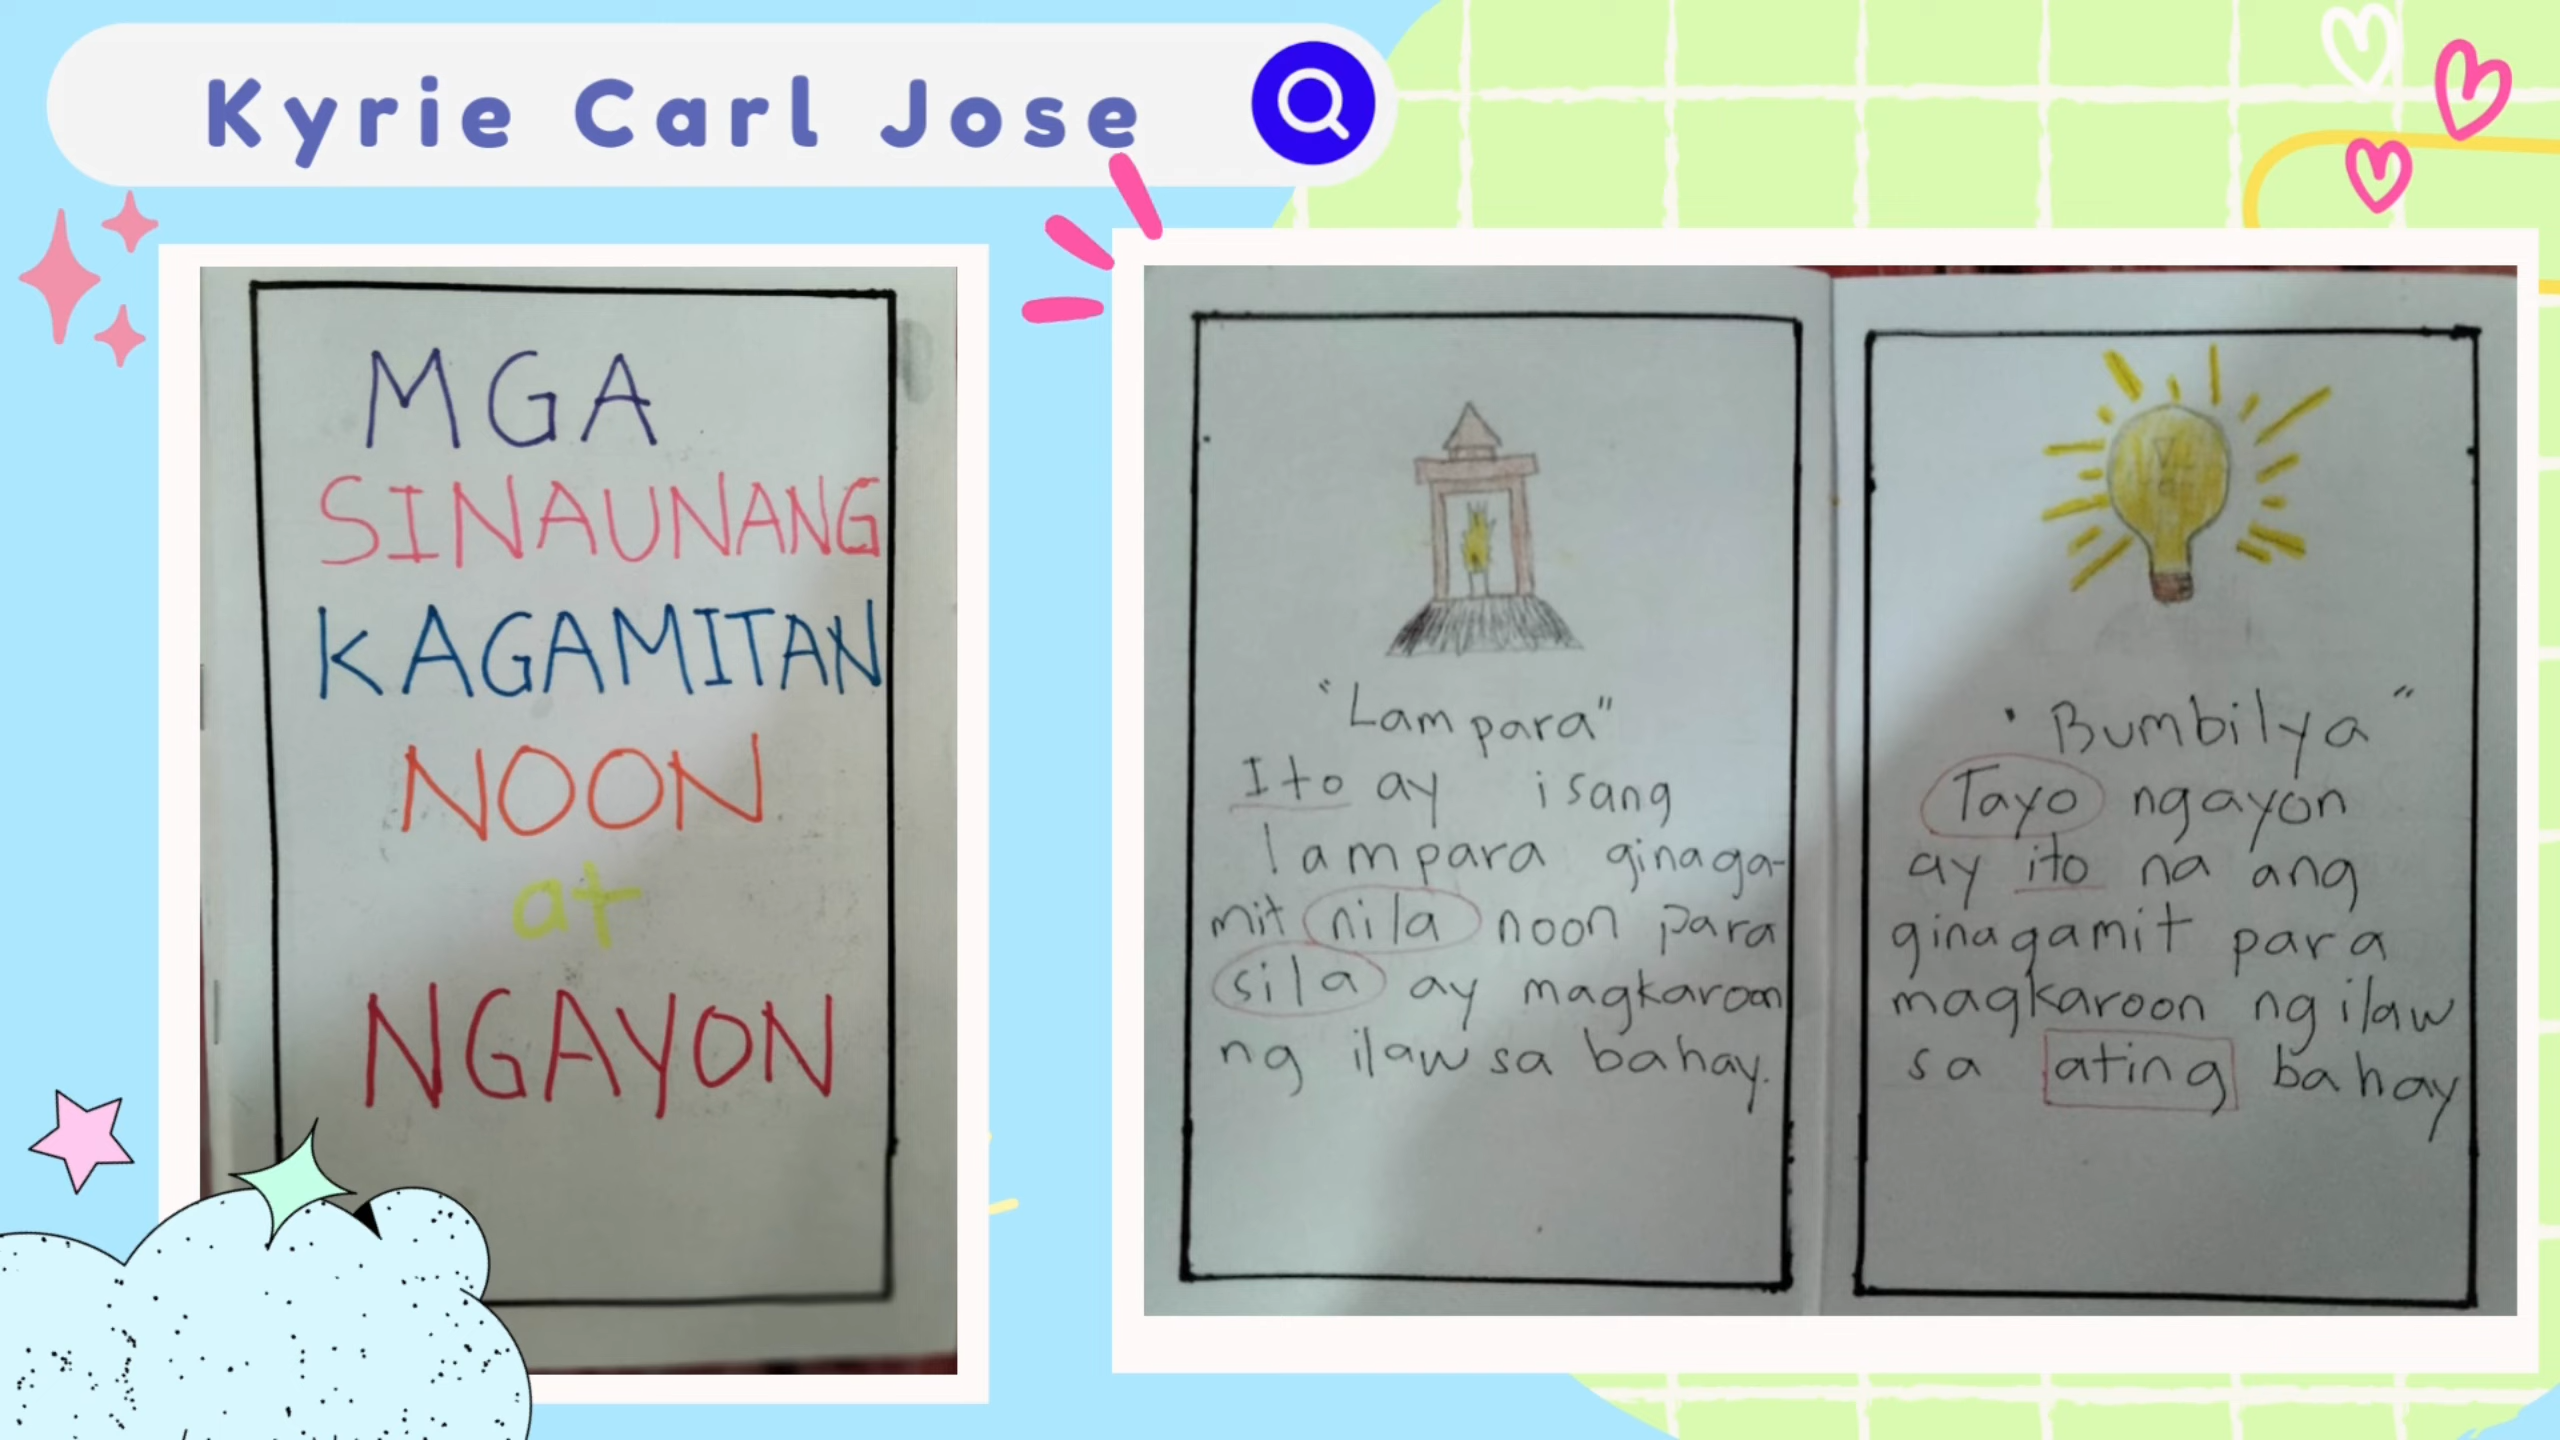 Kyrie Carl Jose
MGA
SINAUNANG
KAGAMITAN
NOON
at
NGAYON
"Lampara"
Ito ay isang
lampara ginaga-
mit nila noon para
sila ay magkaroon
ng ilaw sa bahay.
"Bumbilya"
Tayo ngayon
ay ito na ang
ginagamit para
magkaroon ng ilaw
sa ating bahay